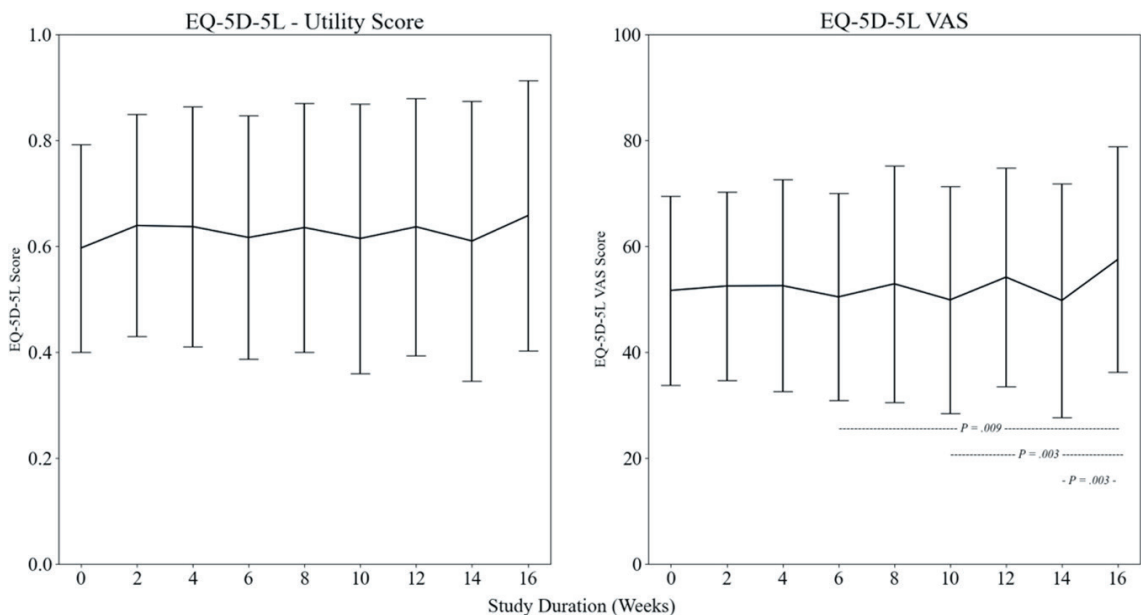 EQ-5D-5L - Utility Score
EQ-5D-5L Score
1.0
0.8
0.6
0.4
0.2
0.0
0 2 4 6 8 10 12 14 16
EQ-5D-5L VAS
EQ-5D-5L VAS Score
100
80
60
40
20
0
P = .009
P = .003
P = .003
0 2 4 6 8 10 12 14 16
Study Duration (Weeks)